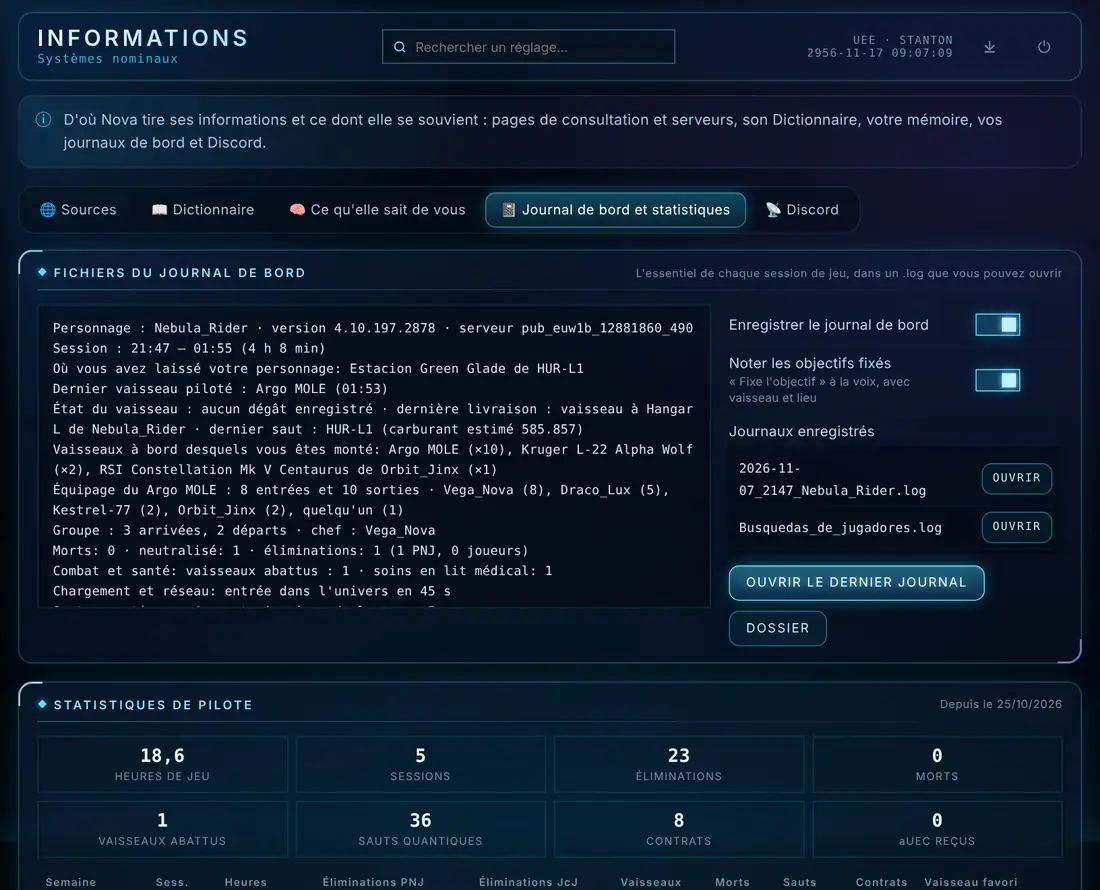 INFORMATIONS
Systèmes nominaux
Rechercher un réglage...
UEE · STANTON
2956-11-17 09:07:09
D'où Nova tire ses informations et ce dont elle se souvient : pages de consultation et serveurs, son Dictionnaire, votre mémoire, vos
journaux de bord et Discord.
Sources
Dictionnaire
Ce qu'elle sait de vous
Journal de bord et statistiques
Discord
FICHIERS DU JOURNAL DE BORD
L'essentiel de chaque session de jeu, dans un .log que vous pouvez ouvrir
Personnage : Nebula_Rider · version 4.10.197.2878 · serveur pub_euw1b_12881860_490
Session : 21:47 — 01:55 (4 h 8 min)
Où vous avez laissé votre personnage: Estacion Green Glade de HUR-L1
Dernier vaisseau piloté : Argo MOLE (01:53)
État du vaisseau : aucun dégât enregistré · dernière livraison : vaisseau à Hangar
L de Nebula_Rider · dernier saut : HUR-L1 (carburant estimé 585.857)
Vaisseaux à bord desquels vous êtes monté: Argo MOLE (×10), Kruger L-22 Alpha Wolf
(×2), RSI Constellation Mk V Centaurus de Orbit_Jinx (×1)
Équipage du Argo MOLE : 8 entrées et 10 sorties · Vega_Nova (8), Draco_Lux (5),
Kestrel-77 (2), Orbit_Jinx (2), quelqu'un (1)
Groupe : 3 arrivées, 2 départs · chef : Vega_Nova
Morts: 0 · neutralisé: 1 · éliminations: 1 (1 PNJ, 0 joueurs)
Combat et santé: vaisseaux abattus : 1 · soins en lit médical: 1
Chargement et réseau: entrée dans l'univers en 45 s
Enregistrer le journal de bord
Noter les objectifs fixés
« Fixe l'objectif » à la voix, avec
vaisseau et lieu
Journaux enregistrés
2026-11-
07_2147_Nebula_Rider.log
OUVRIR
Busquedas_de_jugadores.log
OUVRIR
OUVRIR LE DERNIER JOURNAL
DOSSIER
STATISTIQUES DE PILOTE
Depuis le 25/10/2026
18,6
HEURES DE JEU
5
SESSIONS
23
ÉLIMINATIONS
0
MORTS
1
VAISSEAUX ABATTUS
36
SAUTS QUANTIQUES
8
CONTRATS
0
aUEC REÇUS
Semaine Sess. Heures Éliminations PNJ Éliminations JcJ Vaisseaux Morts Sauts Contrats Vaisseau favori